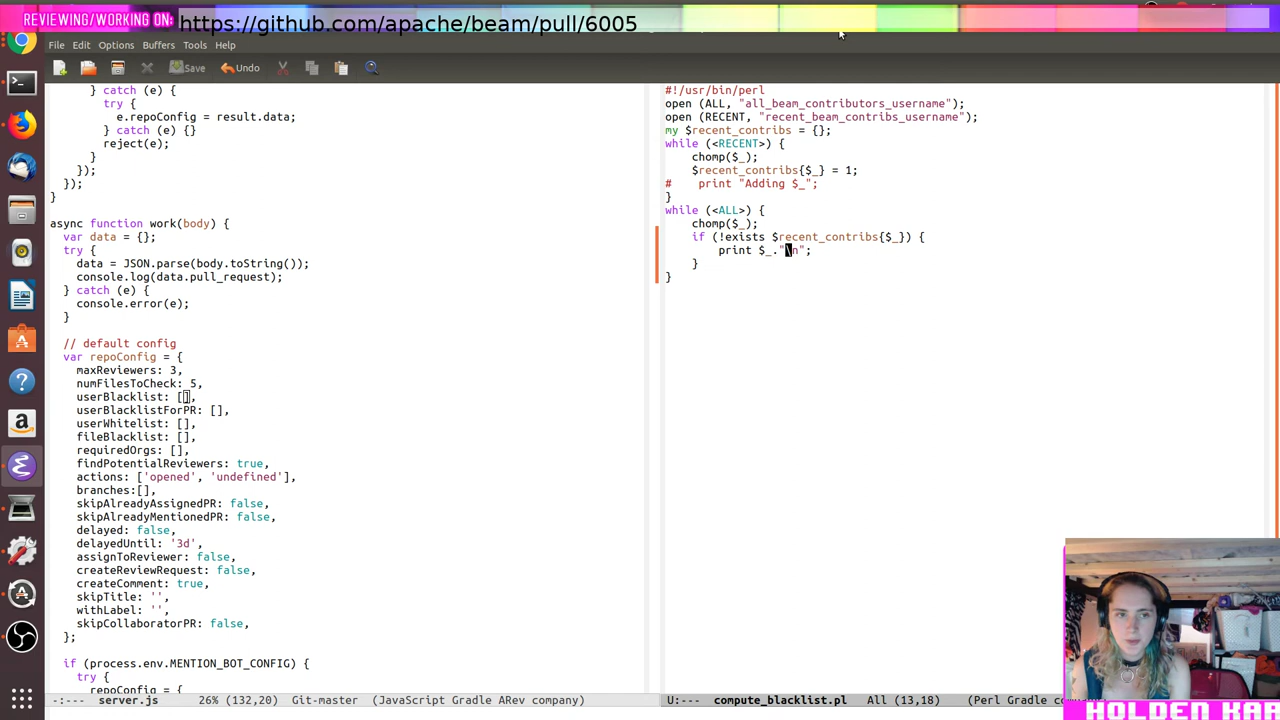 REVIEWING/WORKING ON: https://github.com/apache/beam/pull/6005
File Edit Options Buffers Tools Help
Save Undo
} catch (e) {
try {
e.repoConfig = result.data;
} catch (e) {}
reject(e);
}
});
});
}
async function work(body) {
var data = {};
try {
data = JSON.parse(body.toString());
console.log(data.pull_request);
} catch (e) {
console.error(e);
}
// default config
var repoConfig = {
maxReviewers: 3,
numFilesToCheck: 5,
userBlacklist: [],
userBlacklistForPR: [],
userWhitelist: [],
fileBlacklist: [],
requiredOrgs: [],
findPotentialReviewers: true,
actions: ['opened', 'undefined'],
branches:[],
skipAlreadyAssignedPR: false,
skipAlreadyMentionedPR: false,
delayed: false,
delayedUntil: '3d',
assignToReviewer: false,
createReviewRequest: false,
createComment: true,
skipTitle: '',
withLabel: '',
skipCollaboratorPR: false,
};
if (process.env.MENTION_BOT_CONFIG) {
try {
repoConfig = {
-:--- server.js 26% (132,20) Git-master (JavaScript Gradle ARev company)
#!/usr/bin/perl
open (ALL, "all_beam_contributors_username");
open (RECENT, "recent_beam_contribs_username");
my $recent_contribs = {};
while (<RECENT>) {
chomp($_);
$recent_contribs{$_} = 1;
# print "Adding $_";
}
while (<ALL>) {
chomp($_);
if (!exists $recent_contribs{$_}) {
print $_."\n";
}
}
U:--- compute_blacklist.pl All (13,18) (Perl Gradle com
HOLDEN KAR